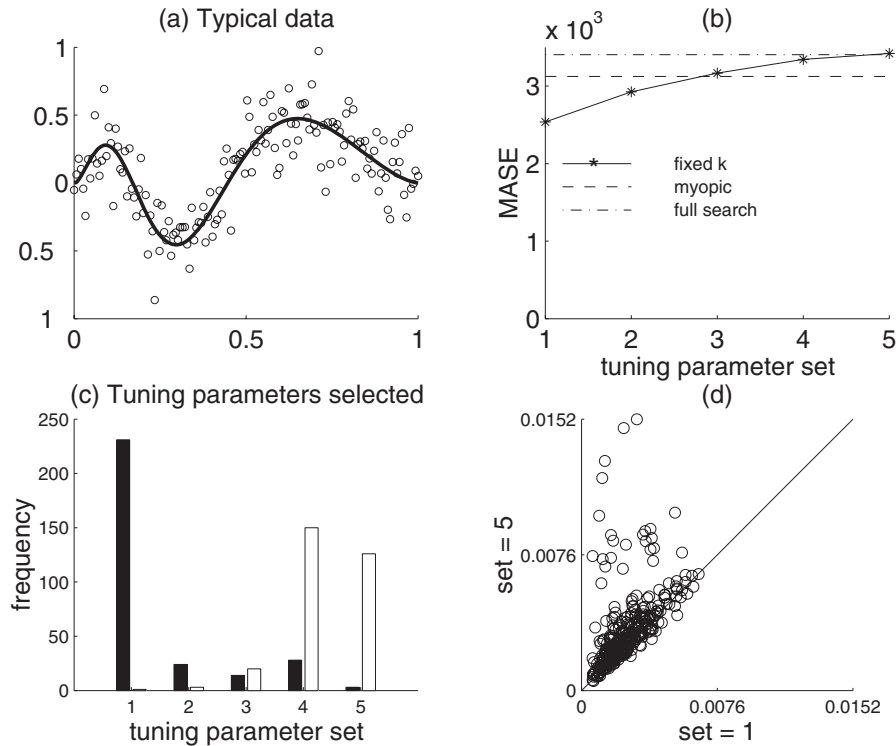 (a) Typical data
1
0.5
0
0.5
1
0
0.5
1
(b)
x 10³
3
2
1
0
MASE
* fixed k
myopic
full search
1 2 3 4 5
tuning parameter set
(c) Tuning parameters selected
250
200
150
100
50
0
frequency
1 2 3 4 5
tuning parameter set
(d)
0.0152
0.0076
0
set = 5
0 0.0076 0.0152
set = 1